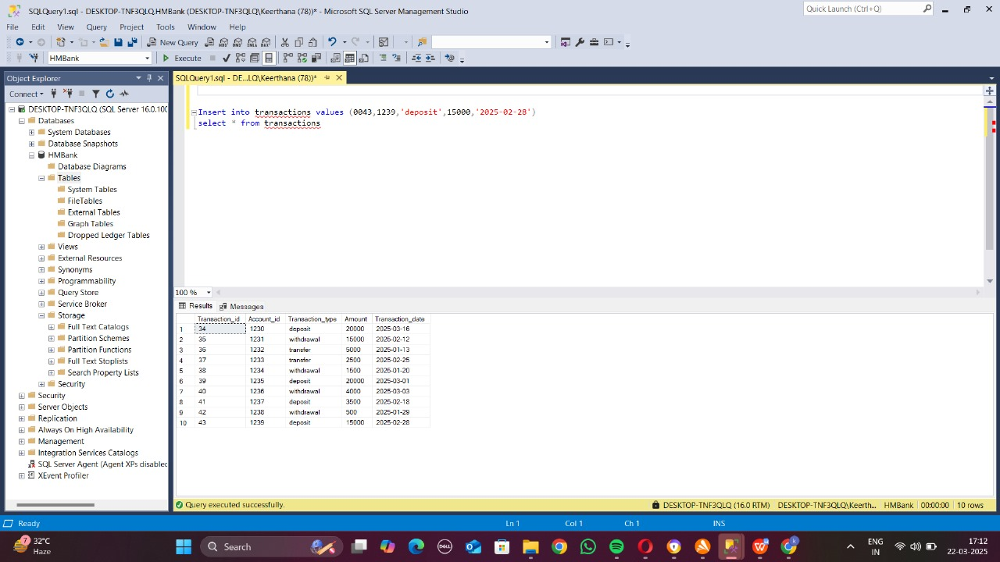 SQLQuery1.sql - DESKTOP-TNF3QLQ.HMBank (DESKTOP-TNF3QLQ\Keerthana (78))* - Microsoft SQL Server Management Studio
Quick Launch (Ctrl+Q)
File Edit View Query Project Tools Window Help
New Query
HMBank
Execute
Object Explorer
SQLQuery1.sql - DE...LQ\Keerthana (78))*
Connect
DESKTOP-TNF3QLQ (SQL Server 16.0.100
Databases
System Databases
Database Snapshots
HMBank
Database Diagrams
Tables
System Tables
FileTables
External Tables
Graph Tables
Dropped Ledger Tables
Views
External Resources
Synonyms
Programmability
Query Store
Service Broker
Storage
Full Text Catalogs
Partition Schemes
Partition Functions
Full Text Stoplists
Search Property Lists
Security
Security
Server Objects
Replication
Always On High Availability
Management
Integration Services Catalogs
SQL Server Agent (Agent XPs disabled
XEvent Profiler
Insert into transactions values (0043,1239,'deposit',15000,'2025-02-28')
select * from transactions
100 %
Results Messages
Transaction_id Account_id Transaction_type Amount Transaction_date
1 34 1230 deposit 20000 2025-03-16
2 35 1231 withdrawal 15000 2025-02-12
3 36 1232 transfer 5000 2025-01-13
4 37 1233 transfer 2500 2025-02-25
5 38 1234 withdrawal 1500 2025-01-20
6 39 1235 deposit 20000 2025-03-01
7 40 1236 withdrawal 4000 2025-03-03
8 41 1237 deposit 3500 2025-02-18
9 42 1238 withdrawal 500 2025-01-29
10 43 1239 deposit 15000 2025-02-28
Query executed successfully. DESKTOP-TNF3QLQ (16.0 RTM) DESKTOP-TNF3QLQ\Keerth... HMBank 00:00:00 10 rows
Ready Ln 1 Col 1 Ch 1 INS
7
32°C
Haze
Search
DELL
ENG
IN
17:12
22-03-2025